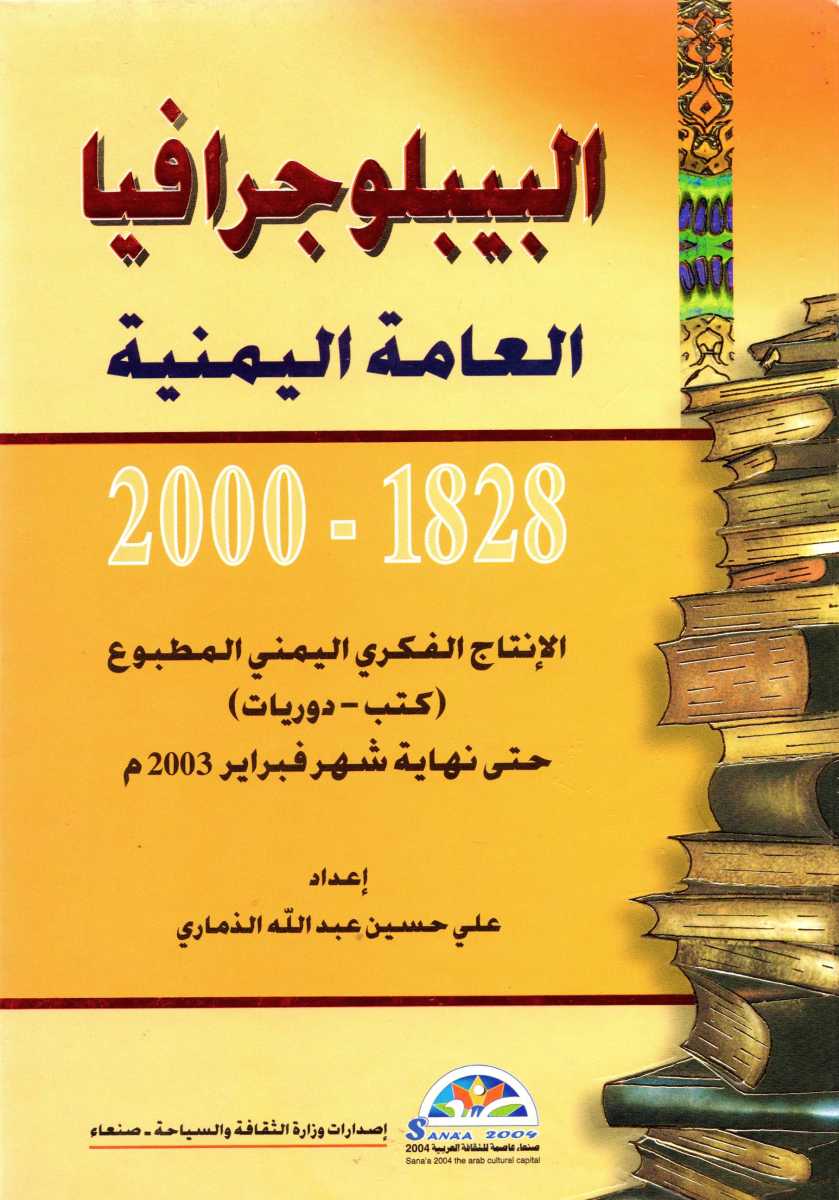 البيبلوجرافيا
العامة اليمنية
1828 - 2000
الإنتاج الفكري اليمني المطبوع
(كتب - دوريات)
حتى نهاية شهر فبراير 2003 م
إعداد
علي حسين عبد الله الذماري
SANA'A 2004
صنعاء عاصمة للثقافة العربية 2004
Sana'a 2004 the arab cultural capital
إصدارات وزارة الثقافة والسياحة - صنعاء